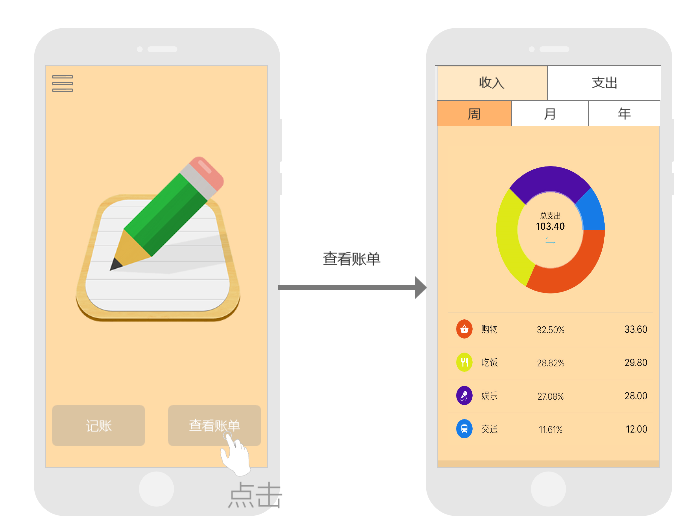 记账
查看账单
点击
查看账单
收入
支出
周
月
年
总支出
103.40
购物
32.50%
33.60
吃饭
28.82%
29.80
娱乐
27.08%
28.00
交通
11.61%
12.00